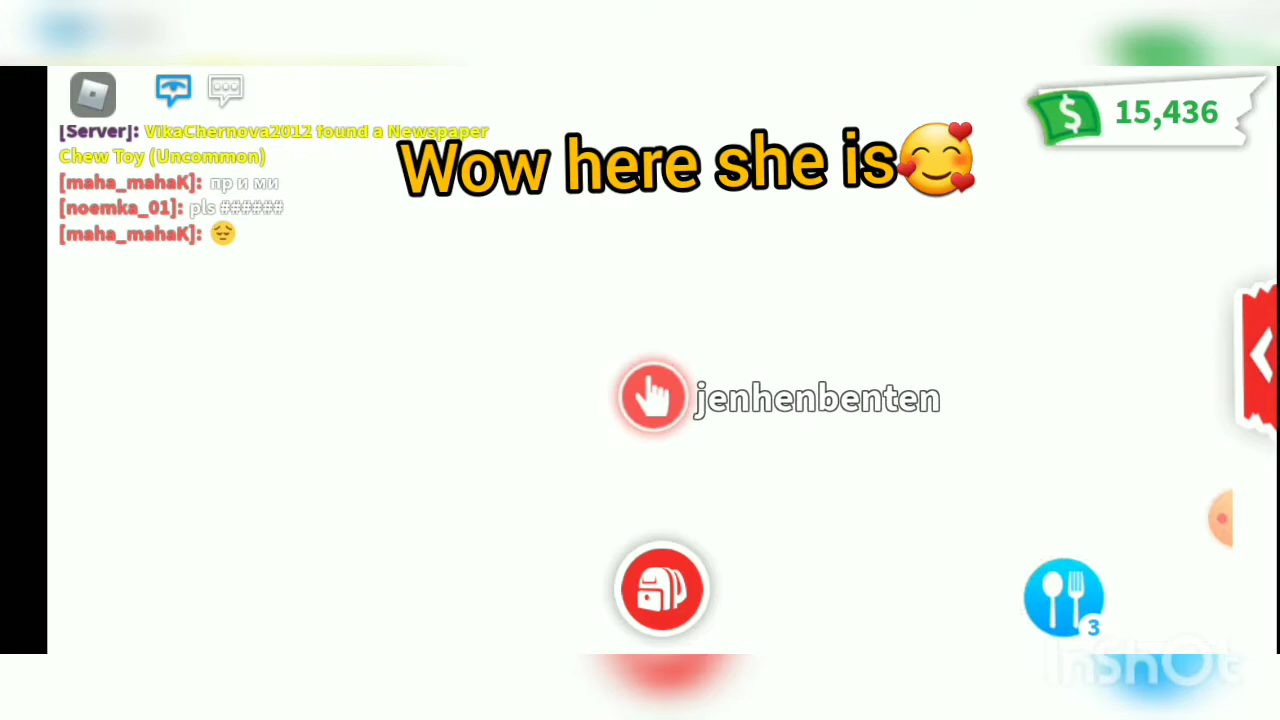 [Server]: VikaChernova2012 found a Newspaper
Chew Toy (Uncommon)
[maha_mahaK]: пр и ми
[noemka_01]: pls ######
[maha_mahaK]: 😔
Wow here she is🥰
15,436
jenhenbenten
3
InShOt